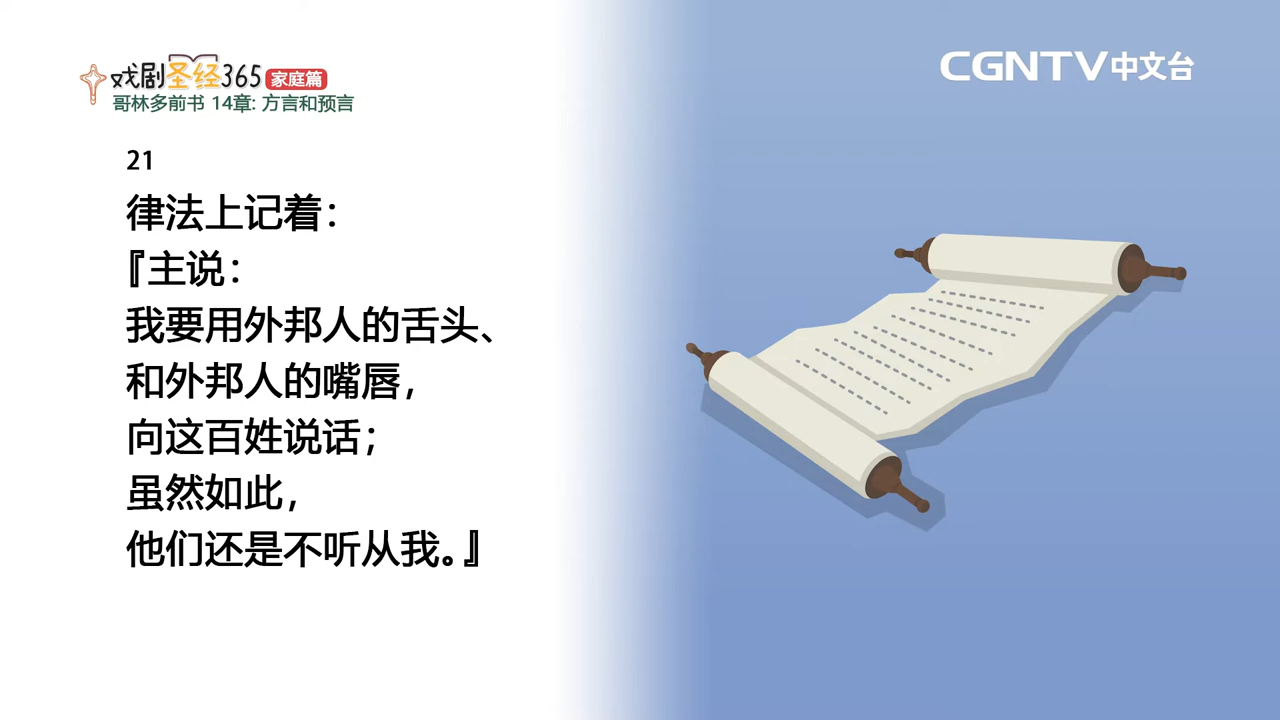 戏剧圣经365 家庭篇
CGNTV中文台
哥林多前书 14章: 方言和预言
21
律法上记着：
『主说：
我要用外邦人的舌头、
和外邦人的嘴唇，
向这百姓说话；
虽然如此，
他们还是不听从我。』